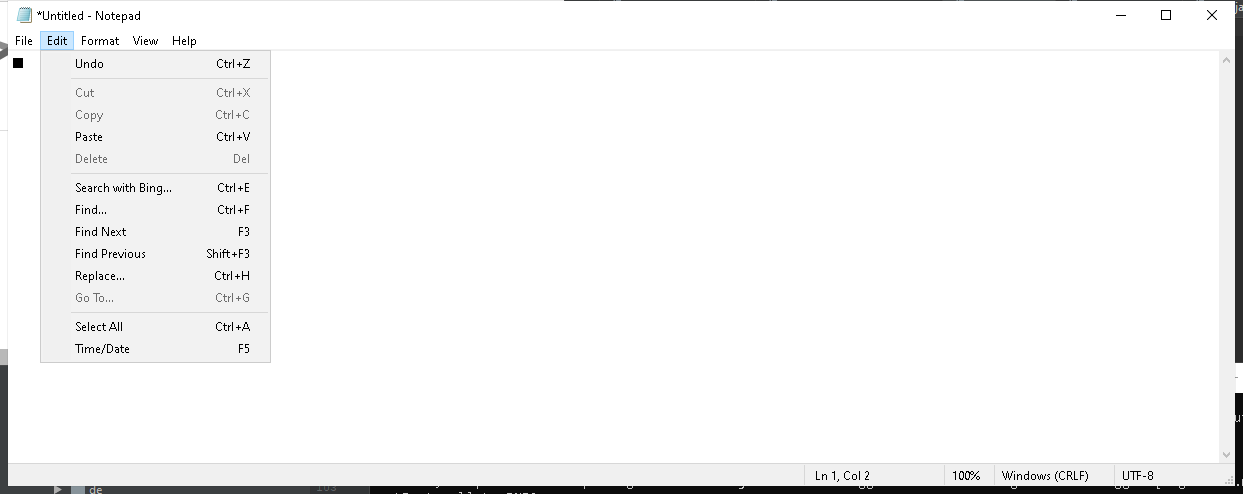 *Untitled - Notepad
File Edit Format View Help
■
Undo Ctrl+Z
Cut Ctrl+X
Copy Ctrl+C
Paste Ctrl+V
Delete Del
Search with Bing... Ctrl+E
Find... Ctrl+F
Find Next F3
Find Previous Shift+F3
Replace... Ctrl+H
Go To... Ctrl+G
Select All Ctrl+A
Time/Date F5
Ln 1, Col 2 100% Windows (CRLF) UTF-8
de